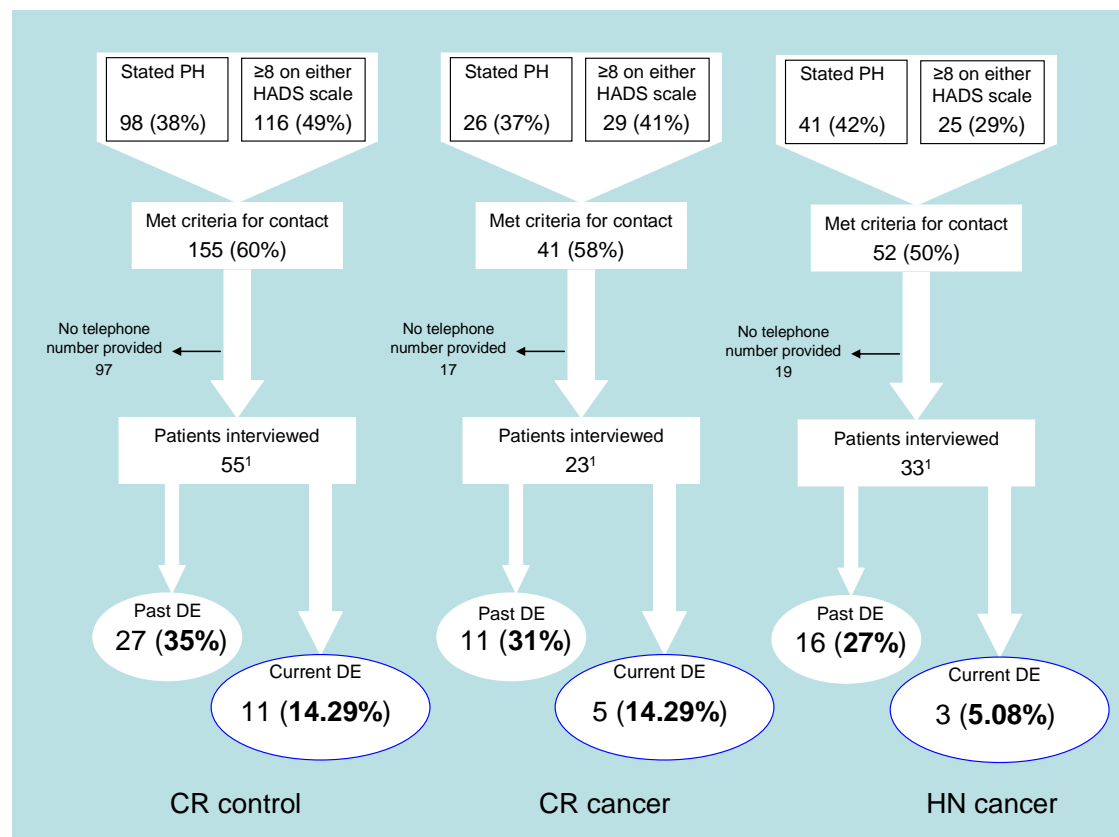 Stated PH
98 (38%)
≥8 on either
HADS scale
116 (49%)
Met criteria for contact
155 (60%)
No telephone
number provided
97
Patients interviewed
55¹
Past DE
27 (35%)
Current DE
11 (14.29%)
CR control
Stated PH
26 (37%)
≥8 on either
HADS scale
29 (41%)
Met criteria for contact
41 (58%)
No telephone
number provided
17
Patients interviewed
23¹
Past DE
11 (31%)
Current DE
5 (14.29%)
CR cancer
Stated PH
41 (42%)
≥8 on either
HADS scale
25 (29%)
Met criteria for contact
52 (50%)
No telephone
number provided
19
Patients interviewed
33¹
Past DE
16 (27%)
Current DE
3 (5.08%)
HN cancer